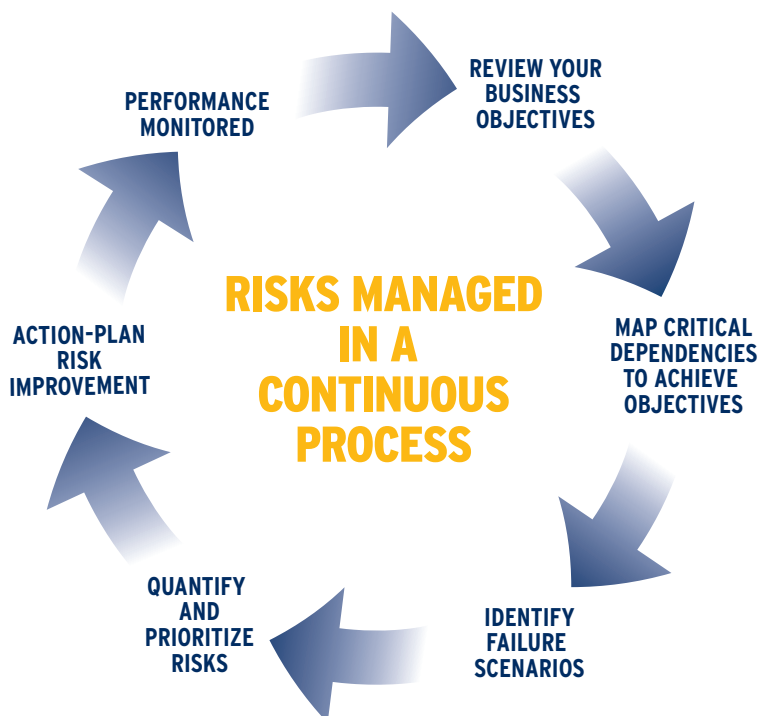 PERFORMANCE
MONITORED
REVIEW YOUR
BUSINESS
OBJECTIVES
MAP CRITICAL
DEPENDENCIES
TO ACHIEVE
OBJECTIVES
IDENTIFY
FAILURE
SCENARIOS
QUANTIFY
AND
PRIORITIZE
RISKS
ACTION-PLAN
RISK
IMPROVEMENT
RISKS MANAGED
IN A
CONTINUOUS
PROCESS